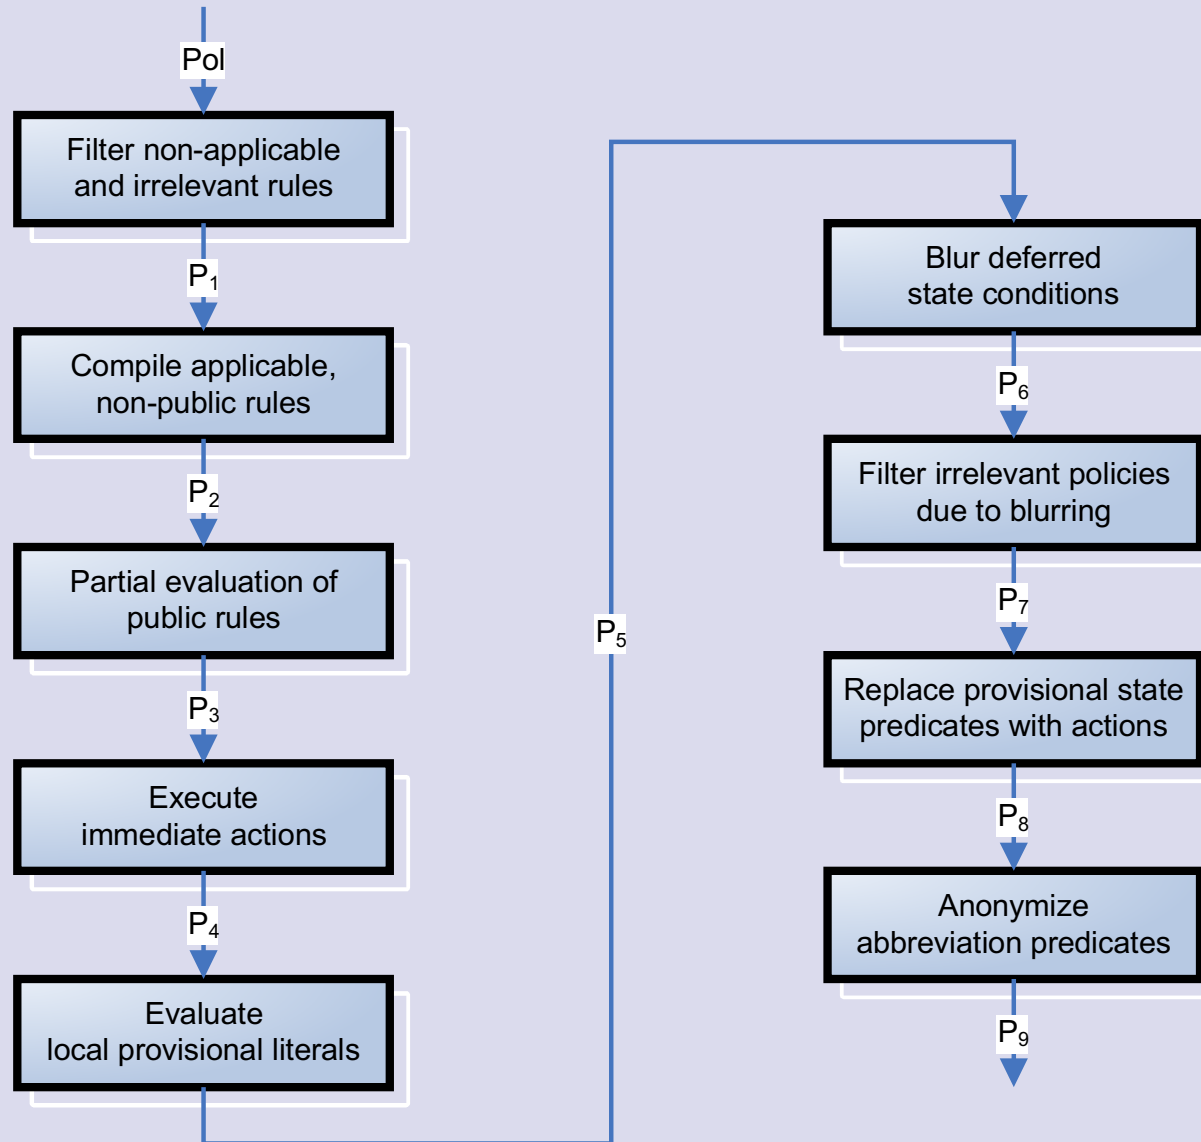 Pol
Filter non-applicable
and irrelevant rules
P₁
Compile applicable,
non-public rules
P₂
Partial evaluation of
public rules
P₃
Execute
immediate actions
P₄
Evaluate
local provisional literals
P₅
Blur deferred
state conditions
P₆
Filter irrelevant policies
due to blurring
P₇
Replace provisional state
predicates with actions
P₈
Anonymize
abbreviation predicates
P₉